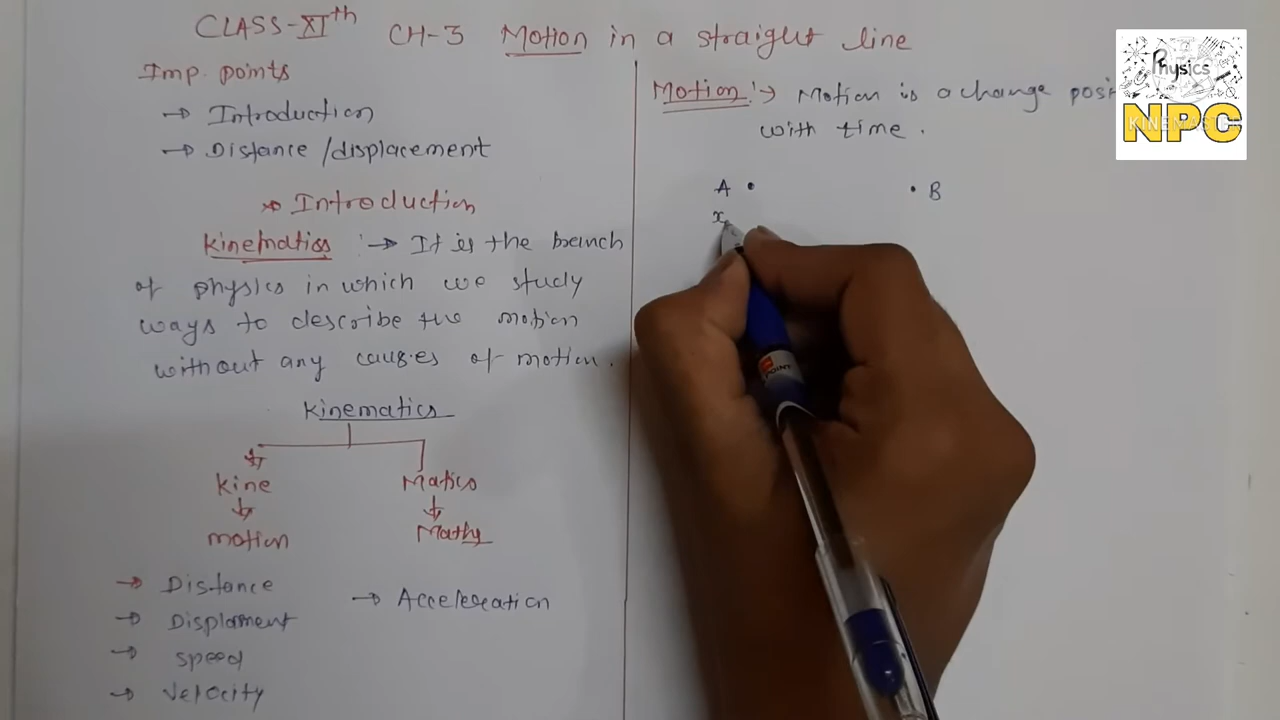 CLASS-XIth CH-3 Motion in a straight line
Imp. points
→ Introduction
→ Distance/displacement
Introduction
Kinematics :→ It is the branch
of physics in which we study
ways to describe the motion
without any causes of motion.
Kinematics
Kine Matics
motion Maths
→ Distance
→ Displament
→ speed
→ Velocity
→ Acceleration
Motion :→ Motion is a change posi
with time.
A • • B
x
Physics
NPC
KINEMASTER
POINT